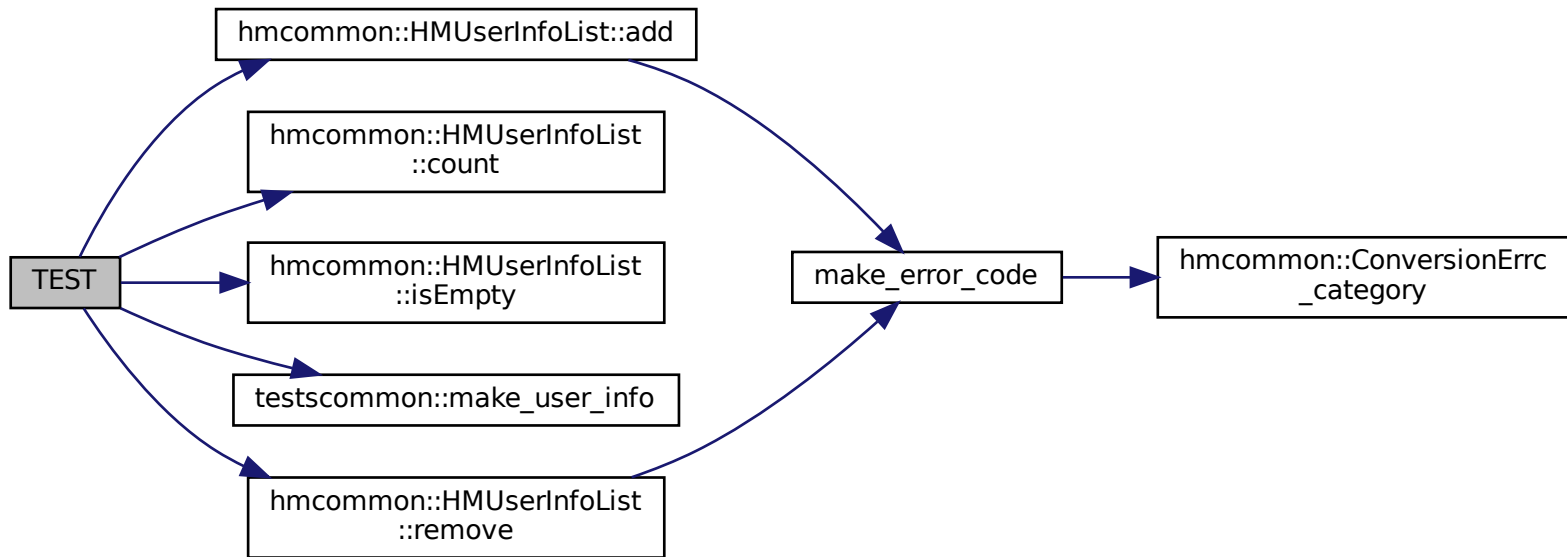 hmcommon::HMUserInfoList::add
hmcommon::HMUserInfoList
::count
hmcommon::HMUserInfoList
::isEmpty
testscommon::make_user_info
hmcommon::HMUserInfoList
::remove
TEST
make_error_code
hmcommon::ConversionErrc
_category